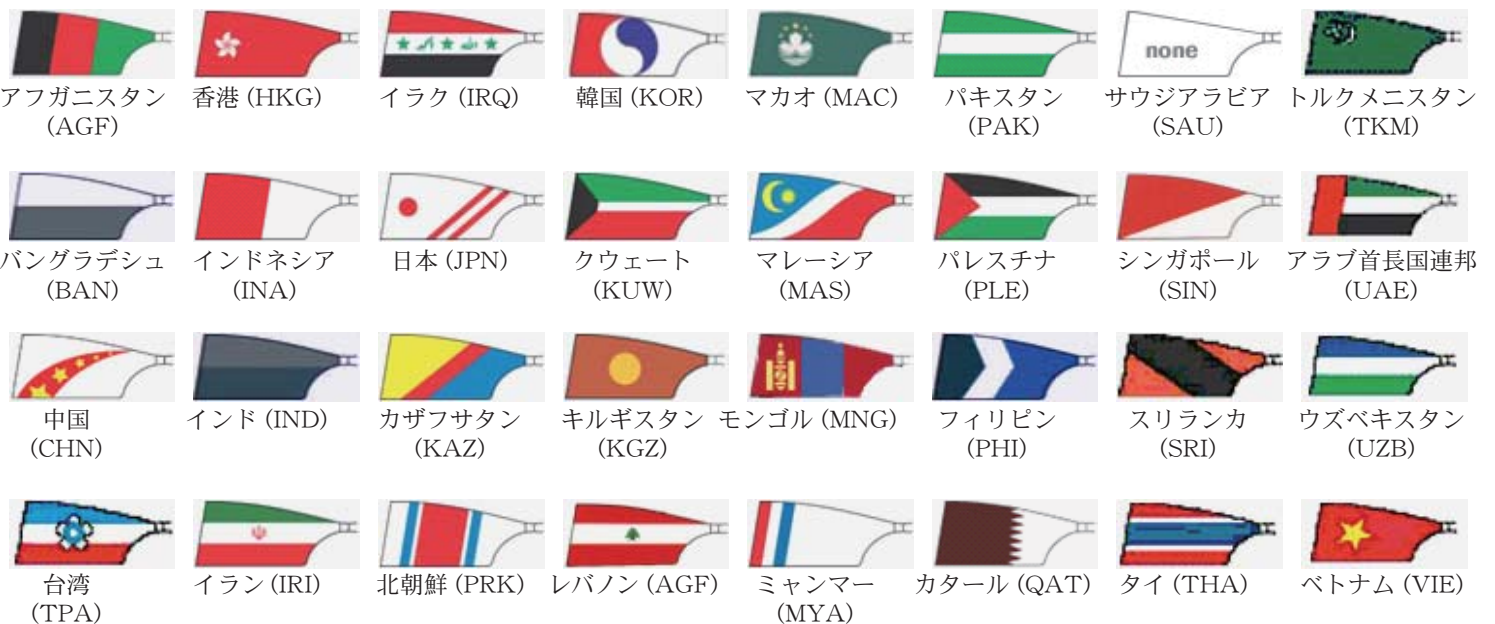 none
アフガニスタン 香港 (HKG) イラク (IRQ) 韓国 (KOR) マカオ (MAC) パキスタン サウジアラビア トルクメニスタン
(AGF) (PAK) (SAU) (TKM)
バングラデシュ インドネシア 日本 (JPN) クウェート マレーシア パレスチナ シンガポール アラブ首長国連邦
(BAN) (INA) (KUW) (MAS) (PLE) (SIN) (UAE)
中国 インド (IND) カザフサタン キルギスタン モンゴル (MNG) フィリピン スリランカ ウズベキスタン
(CHN) (KAZ) (KGZ) (PHI) (SRI) (UZB)
台湾 イラン (IRI) 北朝鮮 (PRK) レバノン (AGF) ミャンマー カタール (QAT) タイ (THA) ベトナム (VIE)
(TPA) (MYA)